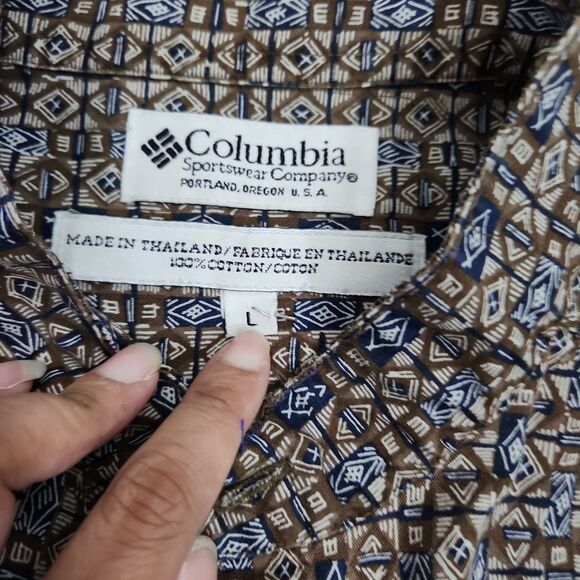 Columbia
Sportswear Company®
PORTLAND, OREGON U.S.A.
MADE IN THAILAND/FABRIQUE EN THAILANDE
100% COTTON/COTON
L